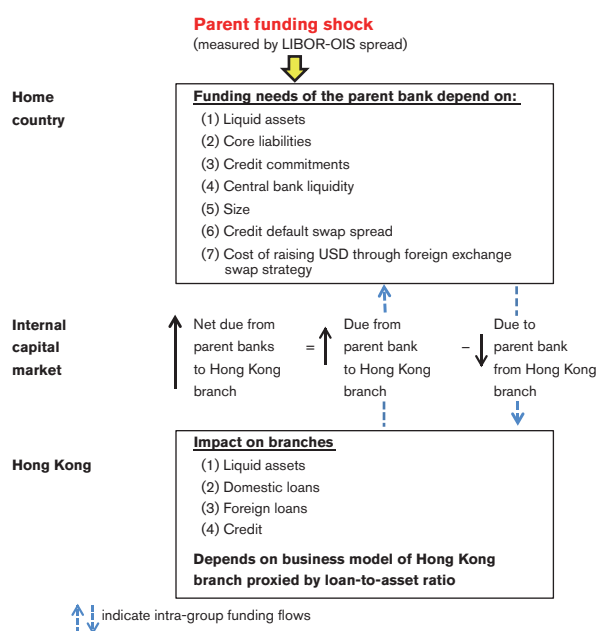 Parent funding shock
(measured by LIBOR-OIS spread)
Home
country
Funding needs of the parent bank depend on:
(1) Liquid assets
(2) Core liabilities
(3) Credit commitments
(4) Central bank liquidity
(5) Size
(6) Credit default swap spread
(7) Cost of raising USD through foreign exchange
swap strategy
Internal
capital
market
Net due from
parent banks
to Hong Kong
branch
=
Due from
parent bank
to Hong Kong
branch
–
Due to
parent bank
from Hong Kong
branch
Hong Kong
Impact on branches
(1) Liquid assets
(2) Domestic loans
(3) Foreign loans
(4) Credit
Depends on business model of Hong Kong
branch proxied by loan-to-asset ratio
indicate intra-group funding flows